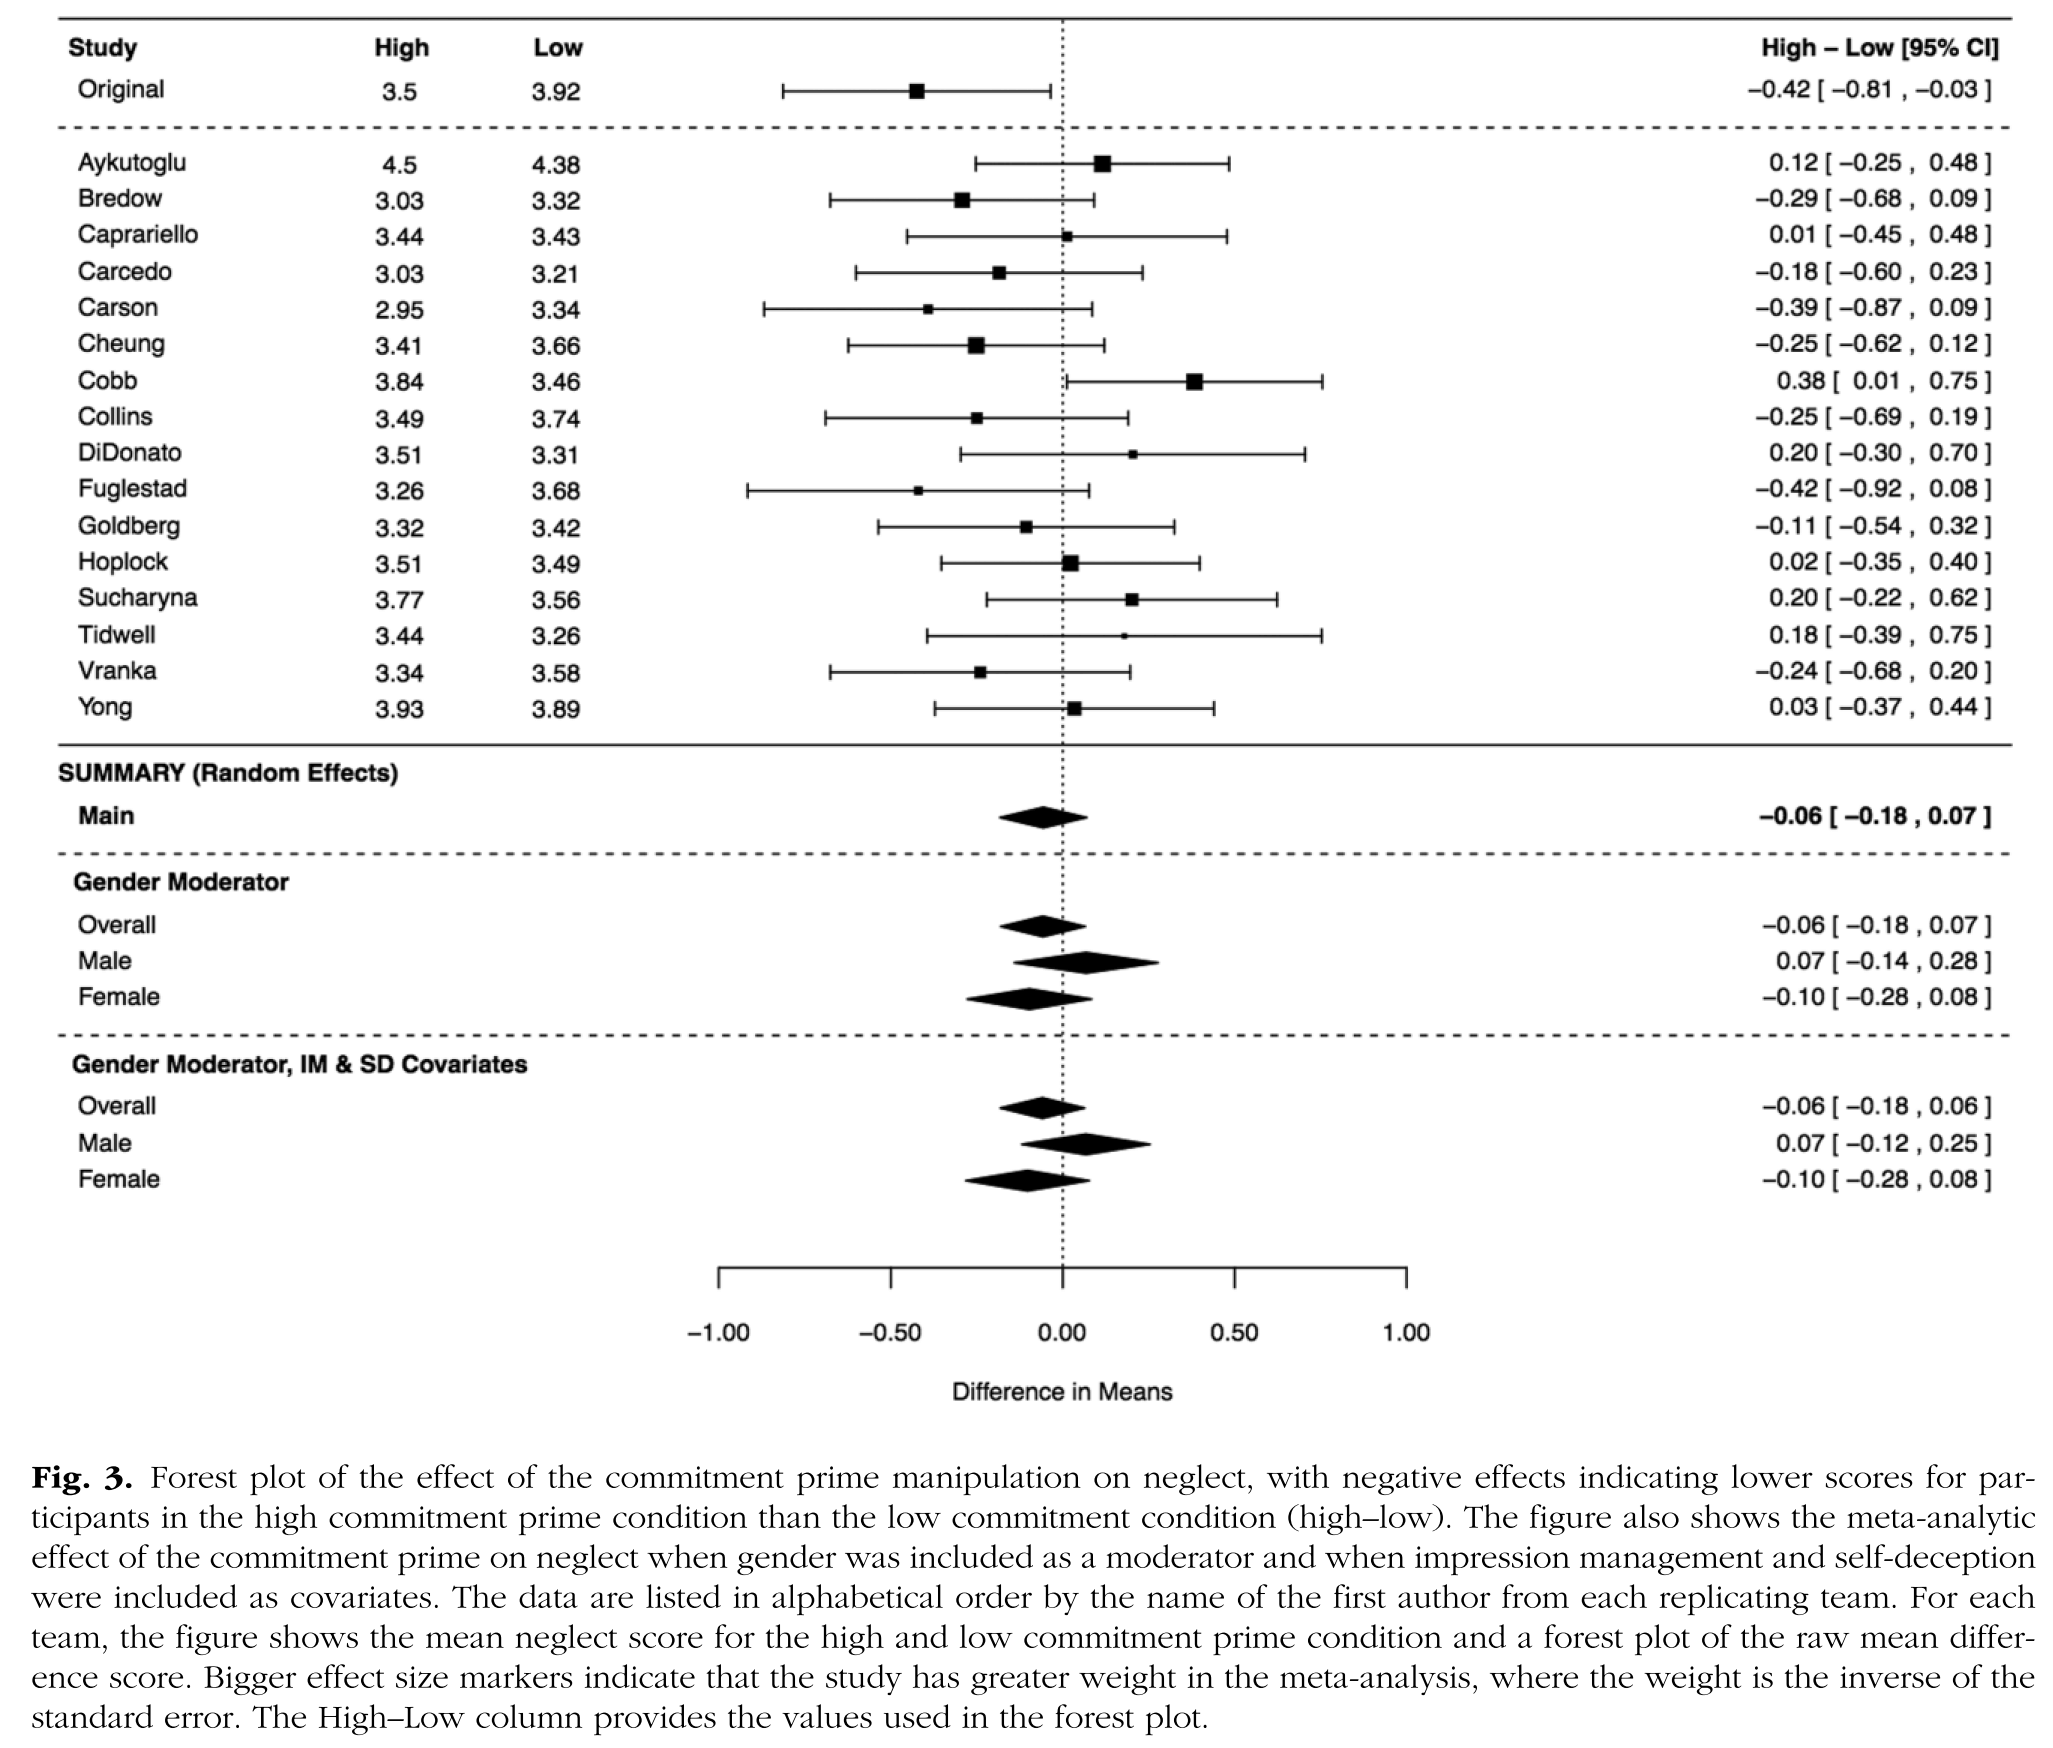 Study High Low High – Low [95% CI]
Original 3.5 3.92 −0.42 [ −0.81 , −0.03 ]
Aykutoglu 4.5 4.38 0.12 [ −0.25 , 0.48 ]
Bredow 3.03 3.32 −0.29 [ −0.68 , 0.09 ]
Caprariello 3.44 3.43 0.01 [ −0.45 , 0.48 ]
Carcedo 3.03 3.21 −0.18 [ −0.60 , 0.23 ]
Carson 2.95 3.34 −0.39 [ −0.87 , 0.09 ]
Cheung 3.41 3.66 −0.25 [ −0.62 , 0.12 ]
Cobb 3.84 3.46 0.38 [ 0.01 , 0.75 ]
Collins 3.49 3.74 −0.25 [ −0.69 , 0.19 ]
DiDonato 3.51 3.31 0.20 [ −0.30 , 0.70 ]
Fuglestad 3.26 3.68 −0.42 [ −0.92 , 0.08 ]
Goldberg 3.32 3.42 −0.11 [ −0.54 , 0.32 ]
Hoplock 3.51 3.49 0.02 [ −0.35 , 0.40 ]
Sucharyna 3.77 3.56 0.20 [ −0.22 , 0.62 ]
Tidwell 3.44 3.26 0.18 [ −0.39 , 0.75 ]
Vranka 3.34 3.58 −0.24 [ −0.68 , 0.20 ]
Yong 3.93 3.89 0.03 [ −0.37 , 0.44 ]
SUMMARY (Random Effects)
Main −0.06 [ −0.18 , 0.07 ]
Gender Moderator
Overall −0.06 [ −0.18 , 0.07 ]
Male 0.07 [ −0.14 , 0.28 ]
Female −0.10 [ −0.28 , 0.08 ]
Gender Moderator, IM & SD Covariates
Overall −0.06 [ −0.18 , 0.06 ]
Male 0.07 [ −0.12 , 0.25 ]
Female −0.10 [ −0.28 , 0.08 ]
−1.00 −0.50 0.00 0.50 1.00
Difference in Means
Fig. 3. Forest plot of the effect of the commitment prime manipulation on neglect, with negative effects indicating lower scores for par-
ticipants in the high commitment prime condition than the low commitment condition (high–low). The figure also shows the meta-analytic
effect of the commitment prime on neglect when gender was included as a moderator and when impression management and self-deception
were included as covariates. The data are listed in alphabetical order by the name of the first author from each replicating team. For each
team, the figure shows the mean neglect score for the high and low commitment prime condition and a forest plot of the raw mean differ-
ence score. Bigger effect size markers indicate that the study has greater weight in the meta-analysis, where the weight is the inverse of the
standard error. The High–Low column provides the values used in the forest plot.